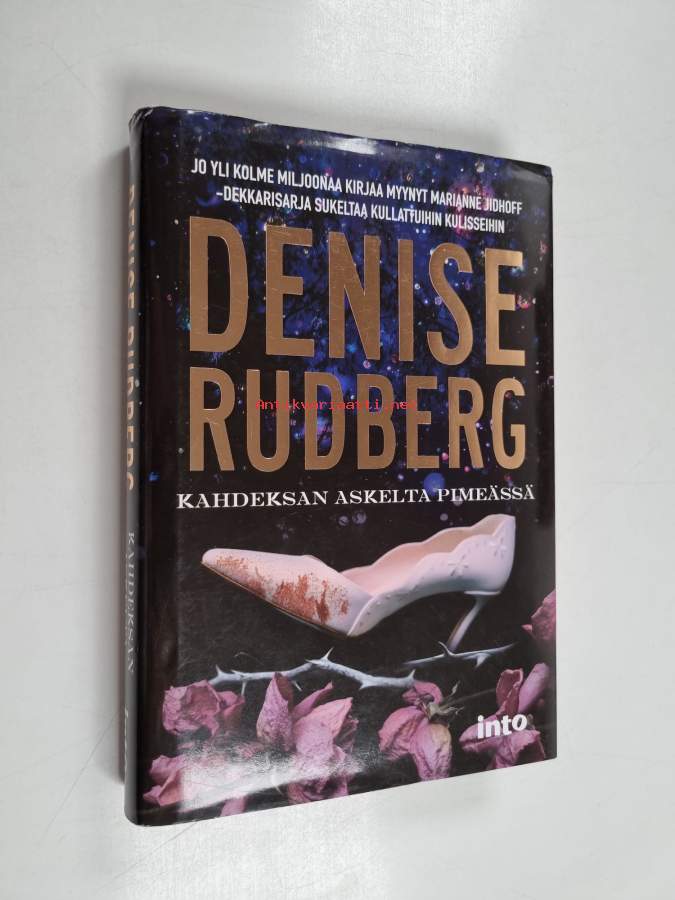 JO YLI KOLME MILJOONAA KIRJAA MYYNYT MARIANNE JIDHOFF
-DEKKARISARJA SUKELTAA KULLATTUIHIN KULISSEIHIN
DENISE
RUDBERG
Antikvariaatti.net
KAHDEKSAN ASKELTA PIMEÄSSÄ
into
DENISE RUDBERG
KAHDEKSAN